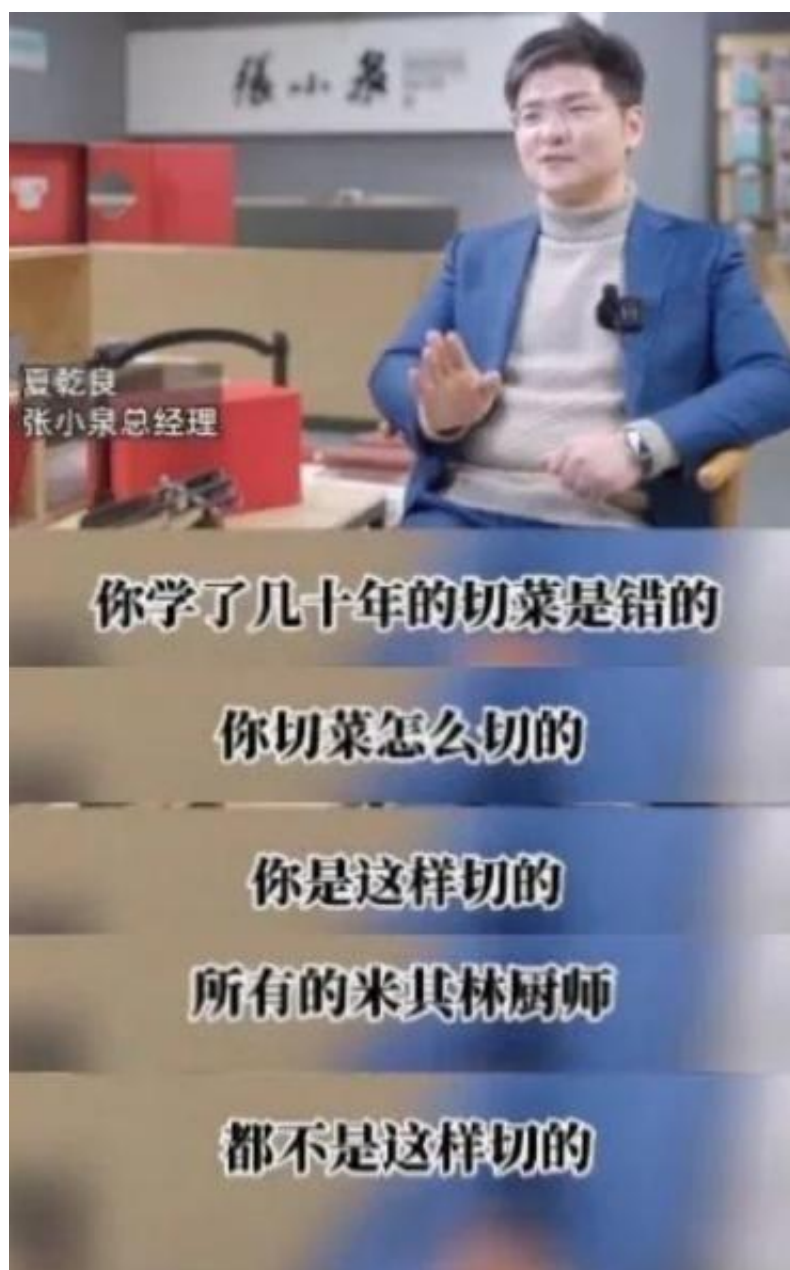 張小泉
夏乾良
张小泉总经理
你学了几十年的切菜是错的
你切菜怎么切的
你是这样切的
所有的米其林厨师
都不是这样切的